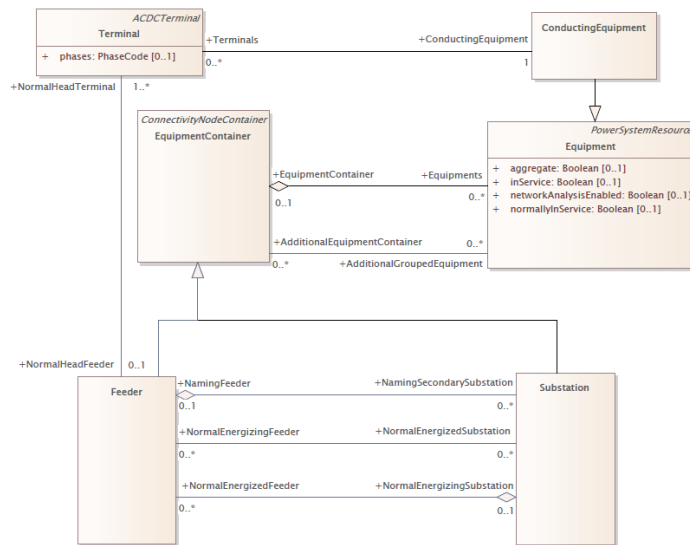 ACDCTerminal
Terminal
+ phases: PhaseCode [0..1]
+Terminals
0..*
+ConductingEquipment
1
ConductingEquipment
+NormalHeadTerminal
1..*
ConnectivityNodeContainer
EquipmentContainer
PowerSystemResource
Equipment
+ aggregate: Boolean [0..1]
+ inService: Boolean [0..1]
+ networkAnalysisEnabled: Boolean [0..1]
+ normallyInService: Boolean [0..1]
+EquipmentContainer
0..1
+Equipments
0..*
+AdditionalEquipmentContainer
0..*
0..*
+AdditionalGroupedEquipment
+NormalHeadFeeder
0..1
Feeder
Substation
+NamingFeeder
0..1
+NamingSecondarySubstation
0..*
+NormalEnergizingFeeder
0..*
+NormalEnergizedSubstation
0..*
+NormalEnergizedFeeder
0..*
+NormalEnergizingSubstation
0..1